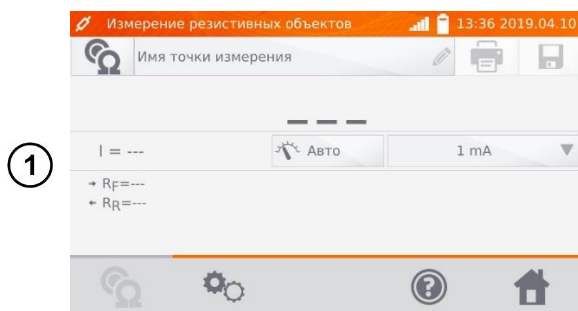 Измерение резистивных объектов 13:36 2019.04.10
Имя точки измерения
---
I = --- Авто 1 mA
1
→ RF=---
← RR=---